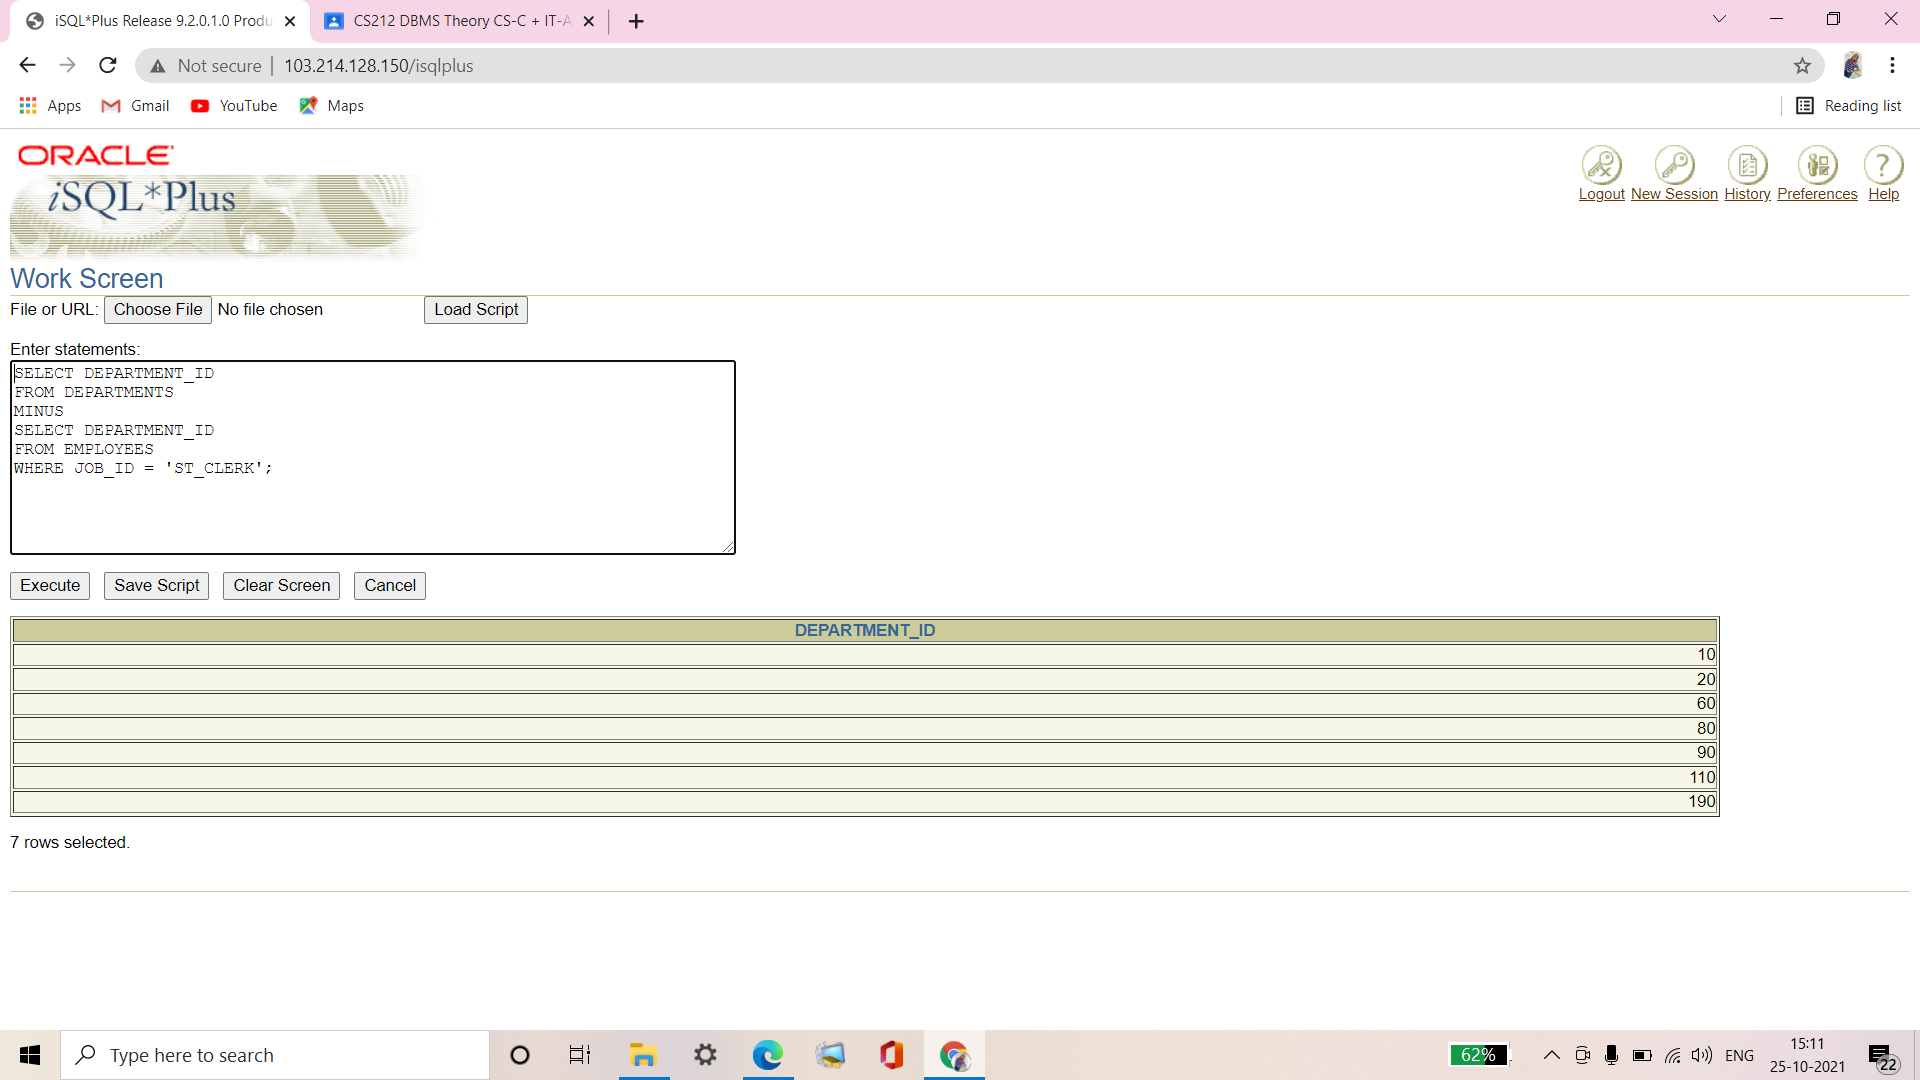 iSQL*Plus Release 9.2.0.1.0 Produ
CS212 DBMS Theory CS-C + IT-A
Not secure | 103.214.128.150/isqlplus
Apps Gmail YouTube Maps Reading list
ORACLE
iSQL*Plus
Logout New Session History Preferences Help
Work Screen
File or URL: Choose File No file chosen Load Script
Enter statements:
SELECT DEPARTMENT_ID
FROM DEPARTMENTS
MINUS
SELECT DEPARTMENT_ID
FROM EMPLOYEES
WHERE JOB_ID = 'ST_CLERK';
Execute Save Script Clear Screen Cancel
DEPARTMENT_ID
10
20
60
80
90
110
190
7 rows selected.
Type here to search
62%
ENG
15:11
25-10-2021
22